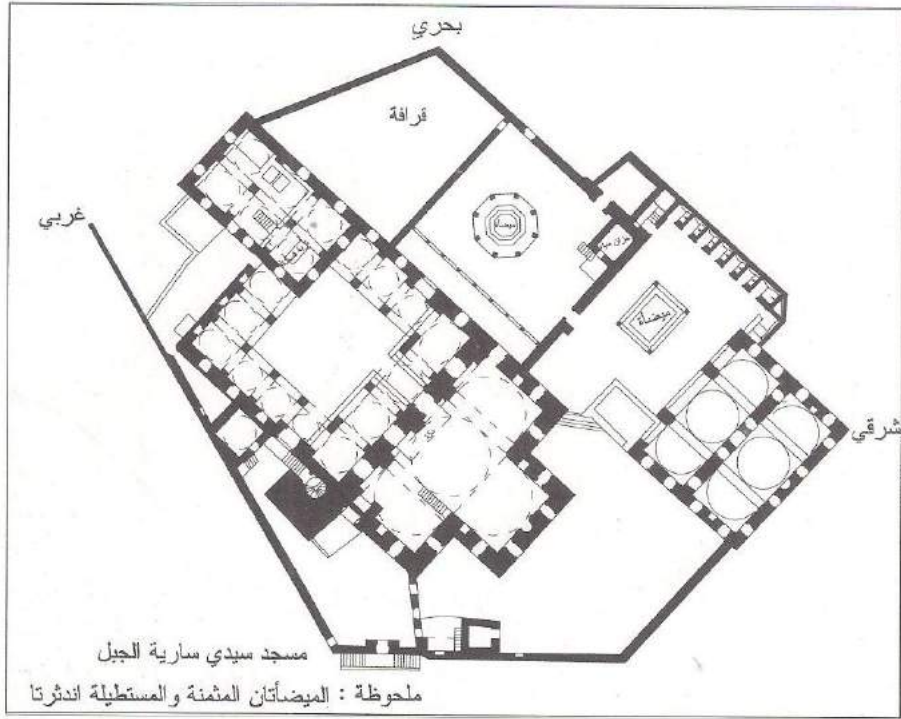 بحري
قرافة
غربي
ميضأة
ميضأة
شرقي
مسجد سيدي سارية الجبل
ملحوظة : الميضأتان المثمنة والمستطيلة اندثرتا